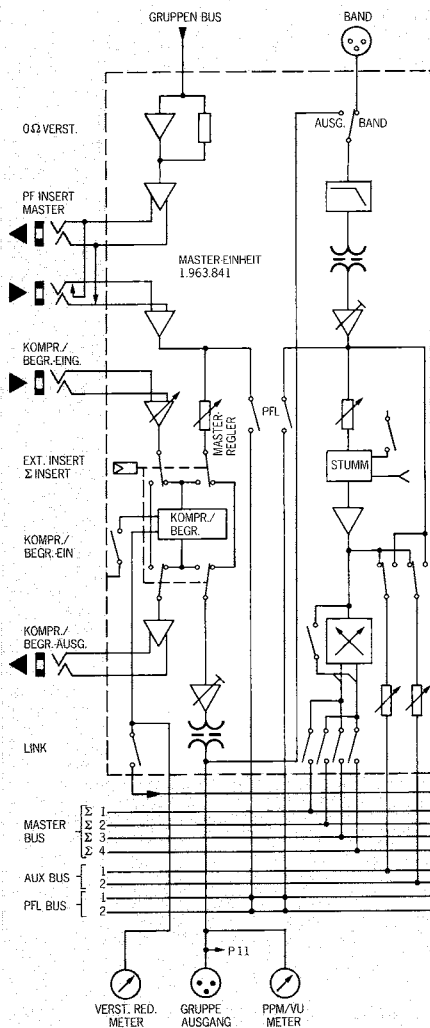 GRUPPEN BUS
BAND
0Ω VERST.
AUSG.
BAND
PF INSERT
MASTER
MASTER-EINHEIT
1.963.841
KOMPR./
BEGR.-EING.
MASTER-
REGLER
PFL
EXT. INSERT
Σ INSERT
STUMM
KOMPR./
BEGR.
KOMPR./
BEGR.-EIN
KOMPR./
BEGR.-AUSG.
LINK
MASTER
BUS
Σ 1
Σ 2
Σ 3
Σ 4
AUX BUS
1
2
PFL BUS
1
2
P11
VERST. RED.
METER
GRUPPE
AUSGANG
PPM/VU
METER